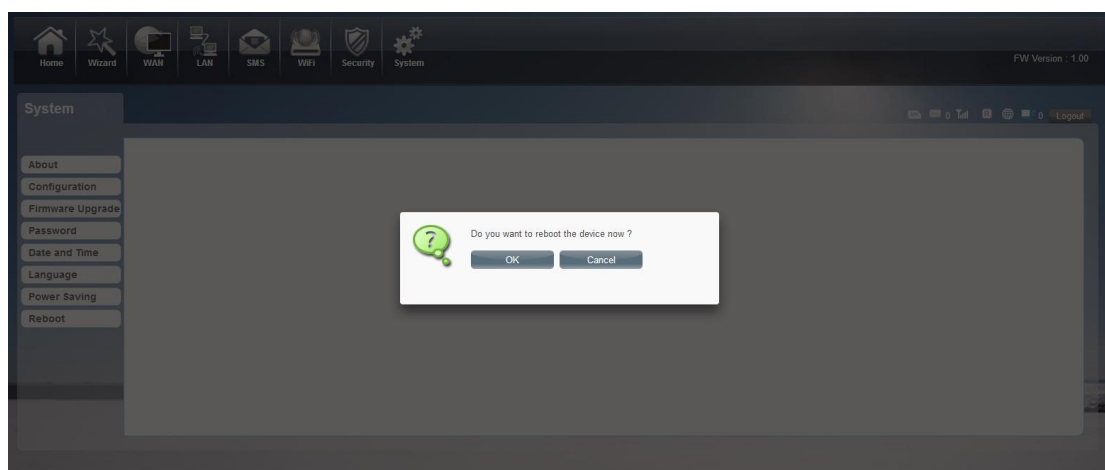 Home Wizard WAN LAN SMS WiFi Security System
FW Version : 1.00
System
0 0 Logout
About
Configuration
Firmware Upgrade
Password
Date and Time
Language
Power Saving
Reboot
Do you want to reboot the device now ?
OK Cancel